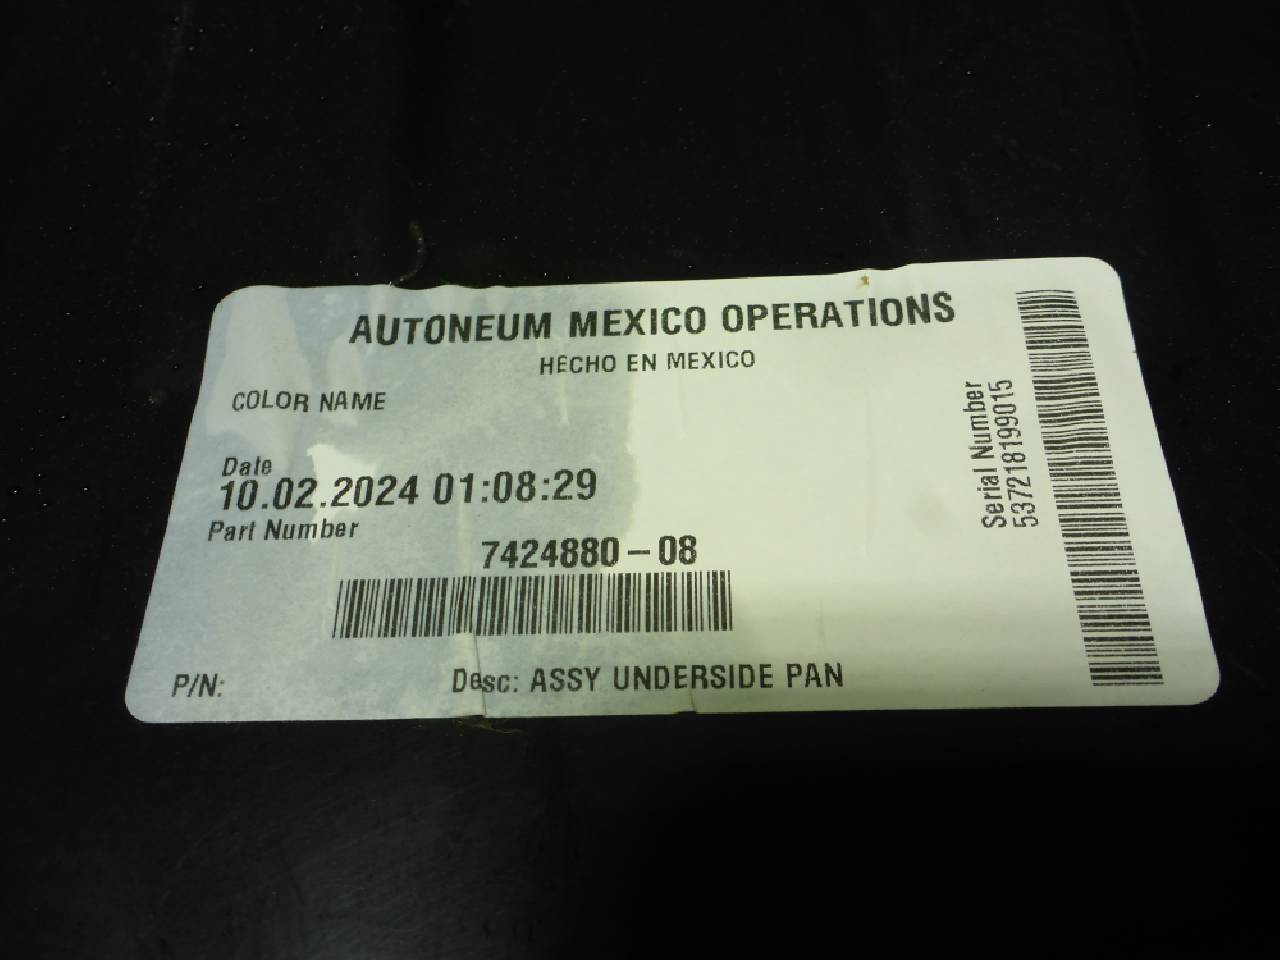 AUTONEUM MEXICO OPERATIONS
HECHO EN MEXICO
COLOR NAME
Date
10.02.2024 01:08:29
Part Number
7424880-08
P/N:
Desc: ASSY UNDERSIDE PAN
Serial Number
537218199015